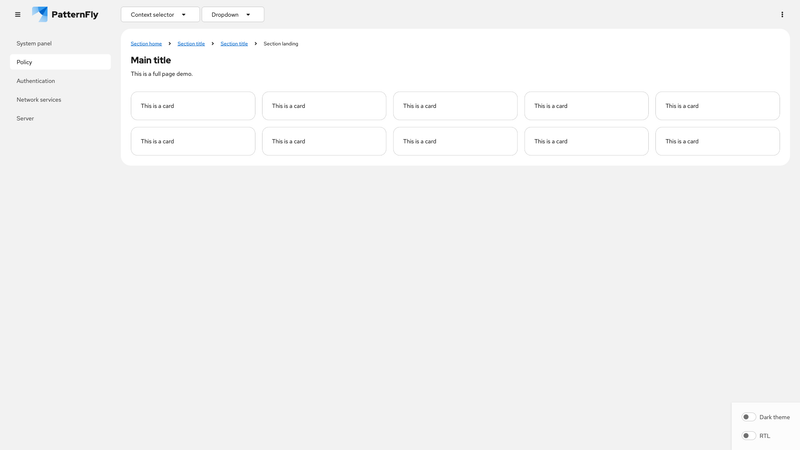 PatternFly
Context selector
Dropdown
System panel
Policy
Authentication
Network services
Server
Section home
Section title
Section title
Section landing
Main title
This is a full page demo.
This is a card
This is a card
This is a card
This is a card
This is a card
This is a card
This is a card
This is a card
This is a card
This is a card
Dark theme
RTL